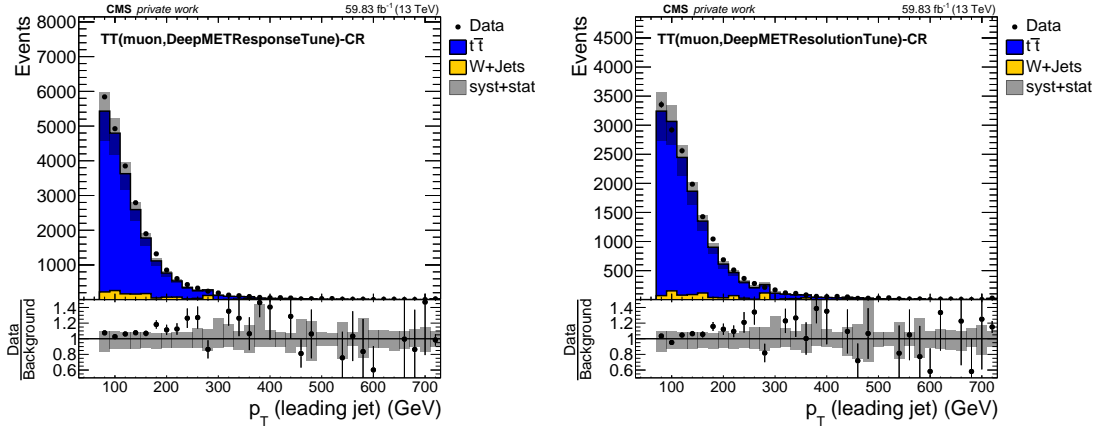 CMS private work 59.83 fb⁻¹ (13 TeV)
Events
TT(muon,DeepMETResponseTune)-CR
Data
tt̅
W+Jets
syst+stat
8000
7000
6000
5000
4000
3000
2000
1000
0
Data
Background
1.4
1.2
1
0.8
0.6
100 200 300 400 500 600 700
p_T (leading jet) (GeV)
CMS private work 59.83 fb⁻¹ (13 TeV)
Events
TT(muon,DeepMETResolutionTune)-CR
Data
tt̅
W+Jets
syst+stat
4500
4000
3500
3000
2500
2000
1500
1000
500
Data
Background
1.4
1.2
1
0.8
0.6
100 200 300 400 500 600 700
p_T (leading jet) (GeV)